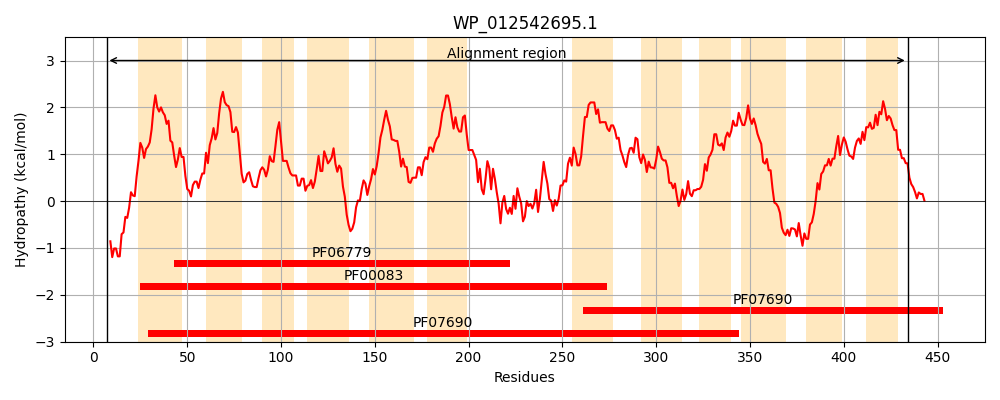 WP_012542695.1
Hydropathy (kcal/mol)
3
2
1
0
−1
−2
−3
Alignment region
PF06779
PF00083
PF07690
PF07690
0 50 100 150 200 250 300 350 400 450
Residues